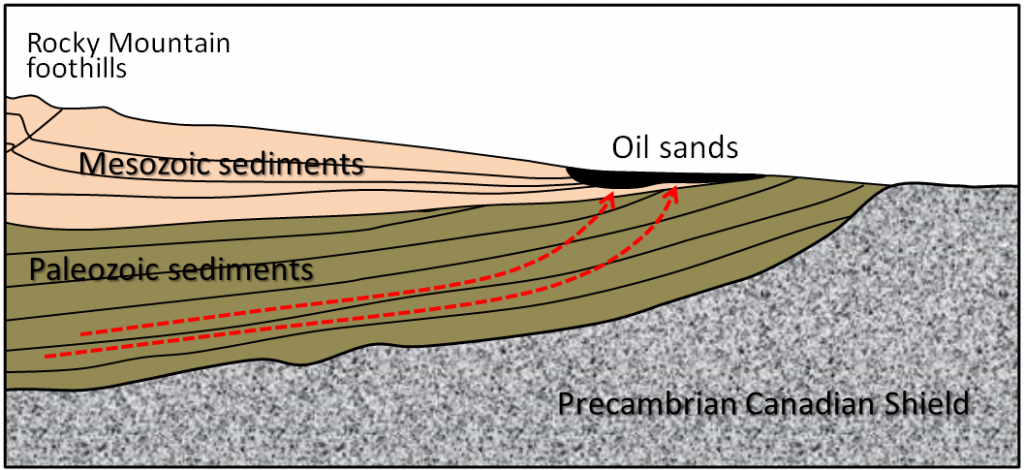 Rocky Mountain
foothills
Oil sands
Mesozoic sediments
Paleozoic sediments
Precambrian Canadian Shield